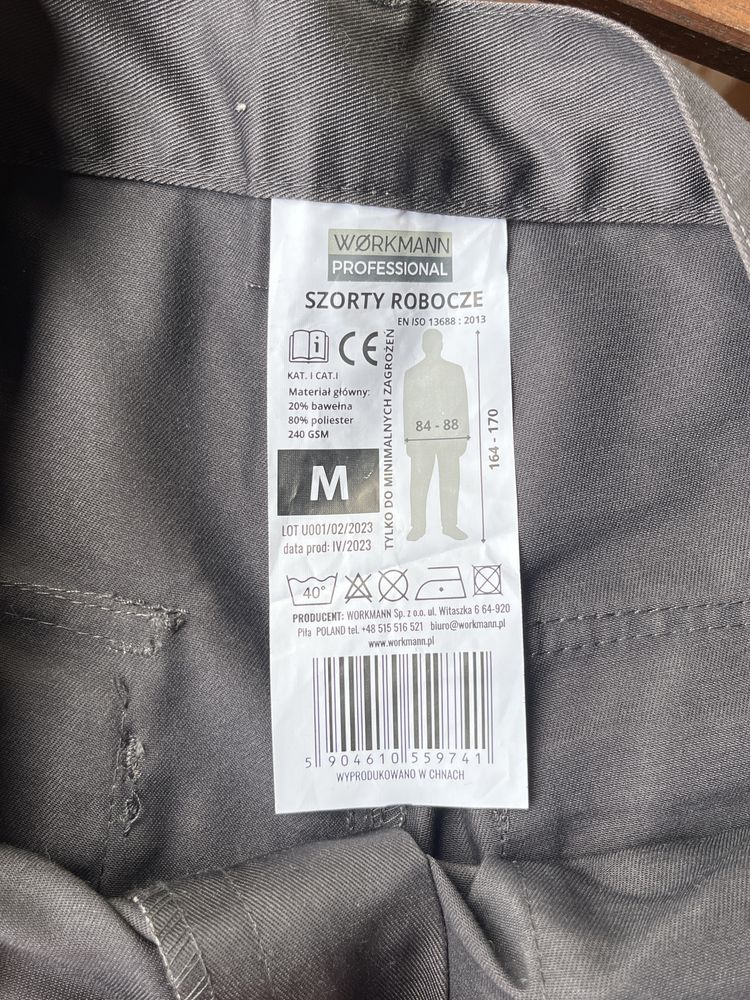 WØRKMANN
PROFESSIONAL
SZORTY ROBOCZE
EN ISO 13688 : 2013
i CE
KAT. I CAT.I
Materiał główny:
20% bawełna
80% poliester
240 GSM
M
LOT U001/02/2023
data prod: IV/2023
TYLKO DO MINIMALNYCH ZAGROŻEŃ
84 - 88
164 - 170
40°
PRODUCENT: WORKMANN Sp. z o.o. ul. Witaszka 6 64-920
Piła POLAND tel. +48 515 516 521 biuro@workmann.pl
www.workmann.pl
5 904610 559741
WYPRODUKOWANO W CHNACH